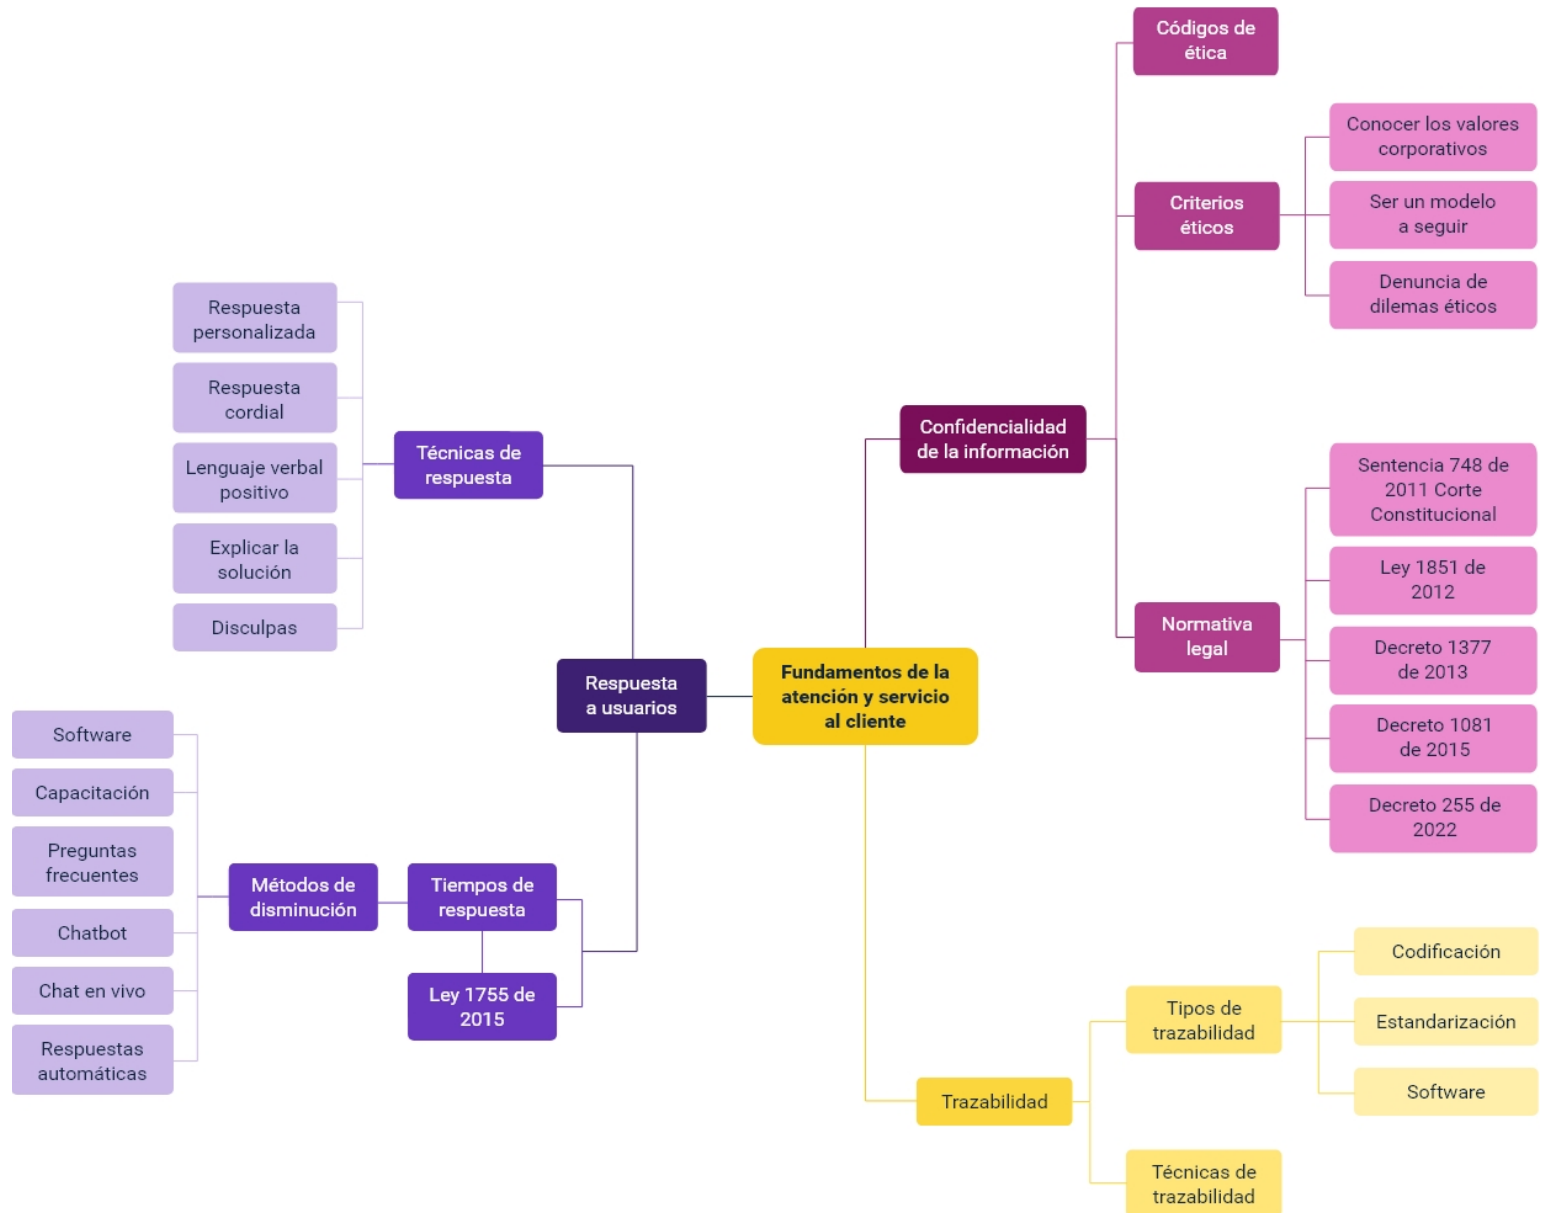 Códigos de
ética
Conocer los valores
corporativos
Criterios
éticos
Ser un modelo
a seguir
Denuncia de
dilemas éticos
Respuesta
personalizada
Respuesta
cordial
Lenguaje verbal
positivo
Explicar la
solución
Disculpas
Técnicas de
respuesta
Confidencialidad
de la información
Sentencia 748 de
2011 Corte
Constitucional
Ley 1851 de
2012
Normativa
legal
Decreto 1377
de 2013
Decreto 1081
de 2015
Decreto 255 de
2022
Respuesta
a usuarios
Fundamentos de la
atención y servicio
al cliente
Software
Capacitación
Preguntas
frecuentes
Chatbot
Chat en vivo
Respuestas
automáticas
Métodos de
disminución
Tiempos de
respuesta
Ley 1755 de
2015
Trazabilidad
Tipos de
trazabilidad
Codificación
Estandarización
Software
Técnicas de
trazabilidad